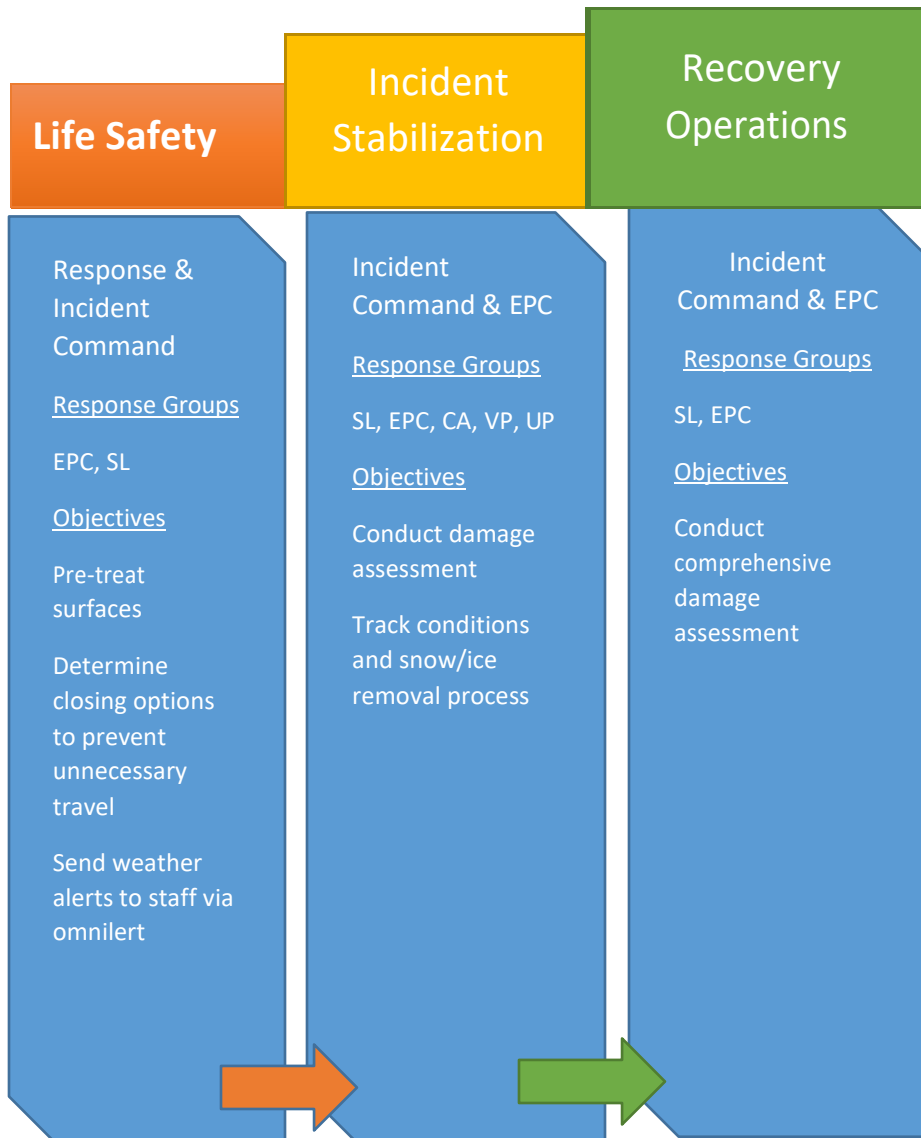 Life Safety
Incident
Stabilization
Recovery
Operations
Response &
Incident
Command
Response Groups
EPC, SL
Objectives
Pre-treat
surfaces
Determine
closing options
to prevent
unnecessary
travel
Send weather
alerts to staff via
omnilert
Incident
Command & EPC
Response Groups
SL, EPC, CA, VP, UP
Objectives
Conduct damage
assessment
Track conditions
and snow/ice
removal process
Incident
Command & EPC
Response Groups
SL, EPC
Objectives
Conduct
comprehensive
damage
assessment